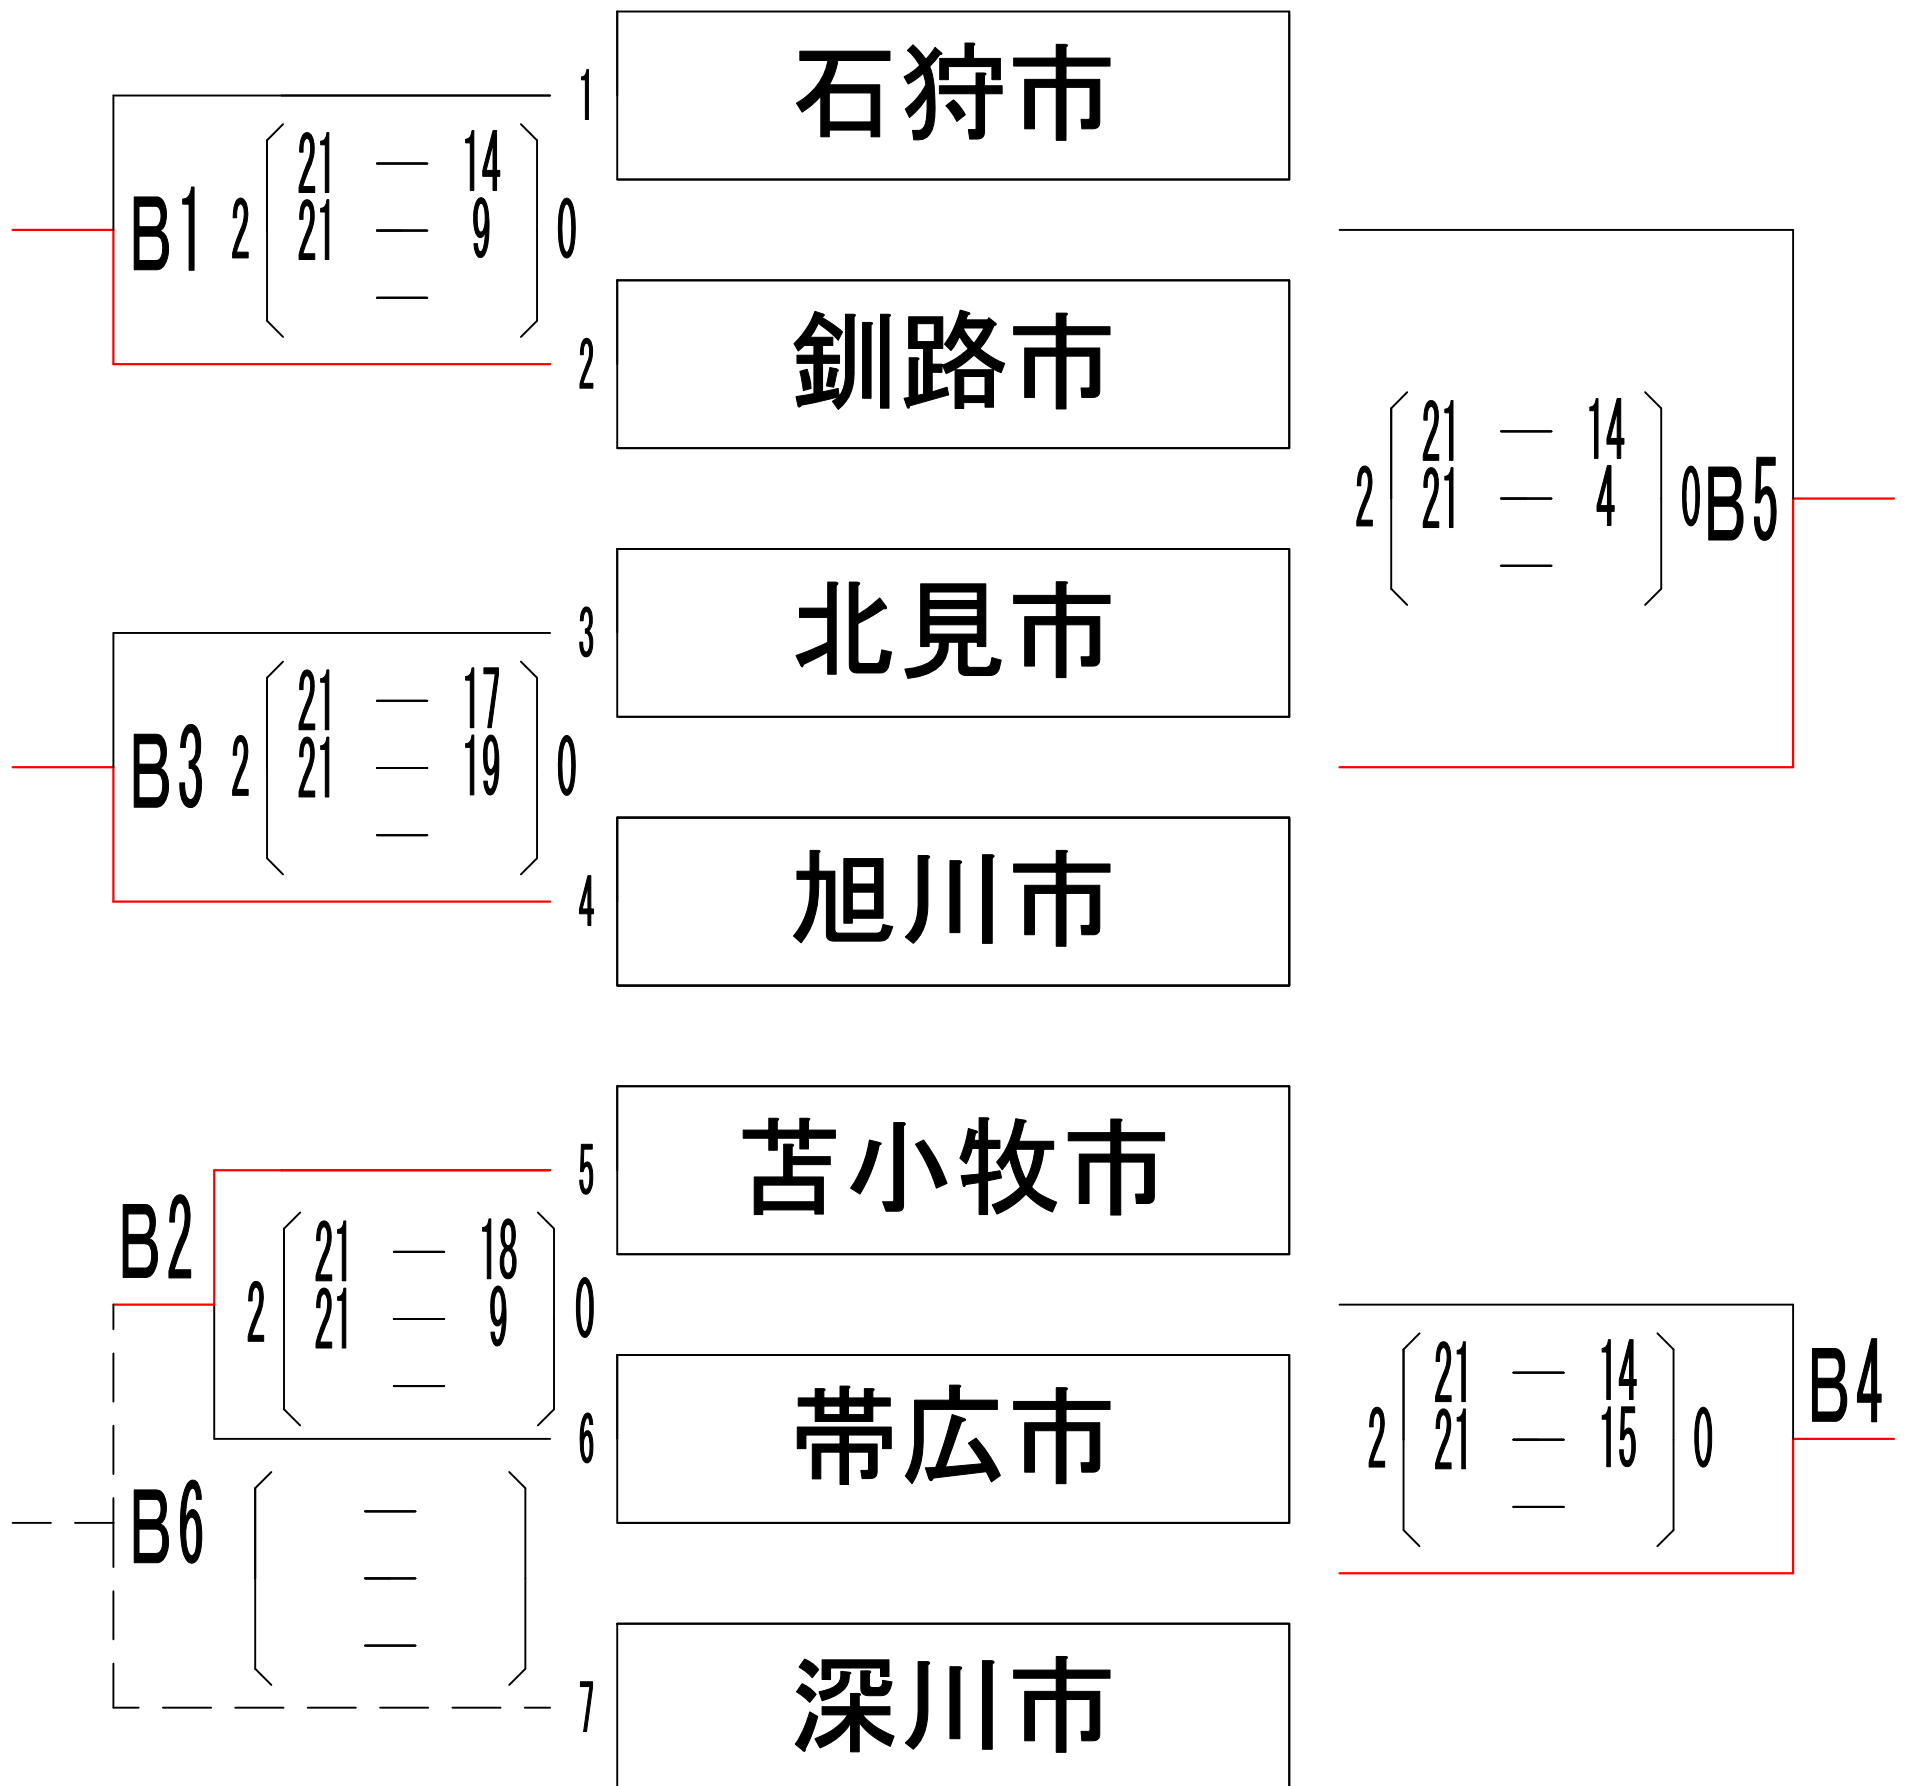 1 石狩市
B1 2 21 — 14 0
21 — 9
—
2 釧路市
2 21 — 14 0 B5
21 — 4
—
3 北見市
B3 2 21 — 17 0
21 — 19
—
4 旭川市
5 苫小牧市
B2 2 21 — 18 0
21 — 9
—
6 帯広市
2 21 — 14 0 B4
21 — 15
—
B6 —
—
—
7 深川市